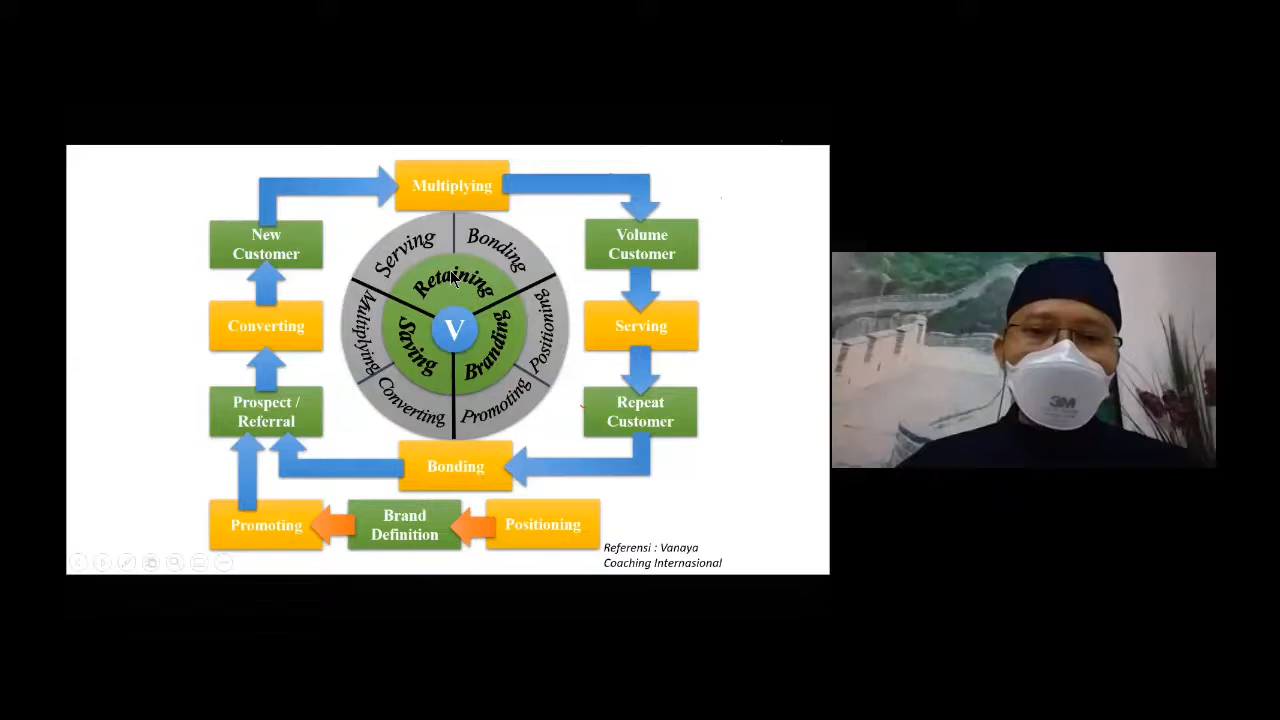 Multiplying
New
Customer
Volume
Customer
Converting
Serving
Prospect /
Referral
Repeat
Customer
Bonding
Promoting
Brand
Definition
Positioning
Serving
Bonding
Positioning
Promoting
Converting
Multiplying
Retaining
Branding
Saving
V
Referensi : Vanaya
Coaching Internasional
3M